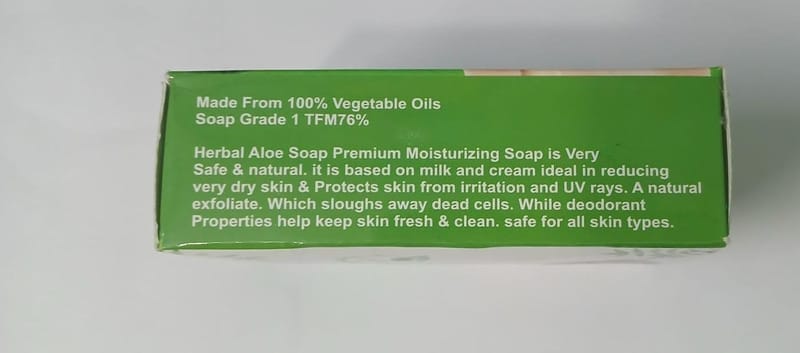 Made From 100% Vegetable Oils
Soap Grade 1 TFM76%
Herbal Aloe Soap Premium Moisturizing Soap is Very
Safe & natural. it is based on milk and cream ideal in reducing
very dry skin & Protects skin from irritation and UV rays. A natural
exfoliate. Which sloughs away dead cells. While deodorant
Properties help keep skin fresh & clean. safe for all skin types.